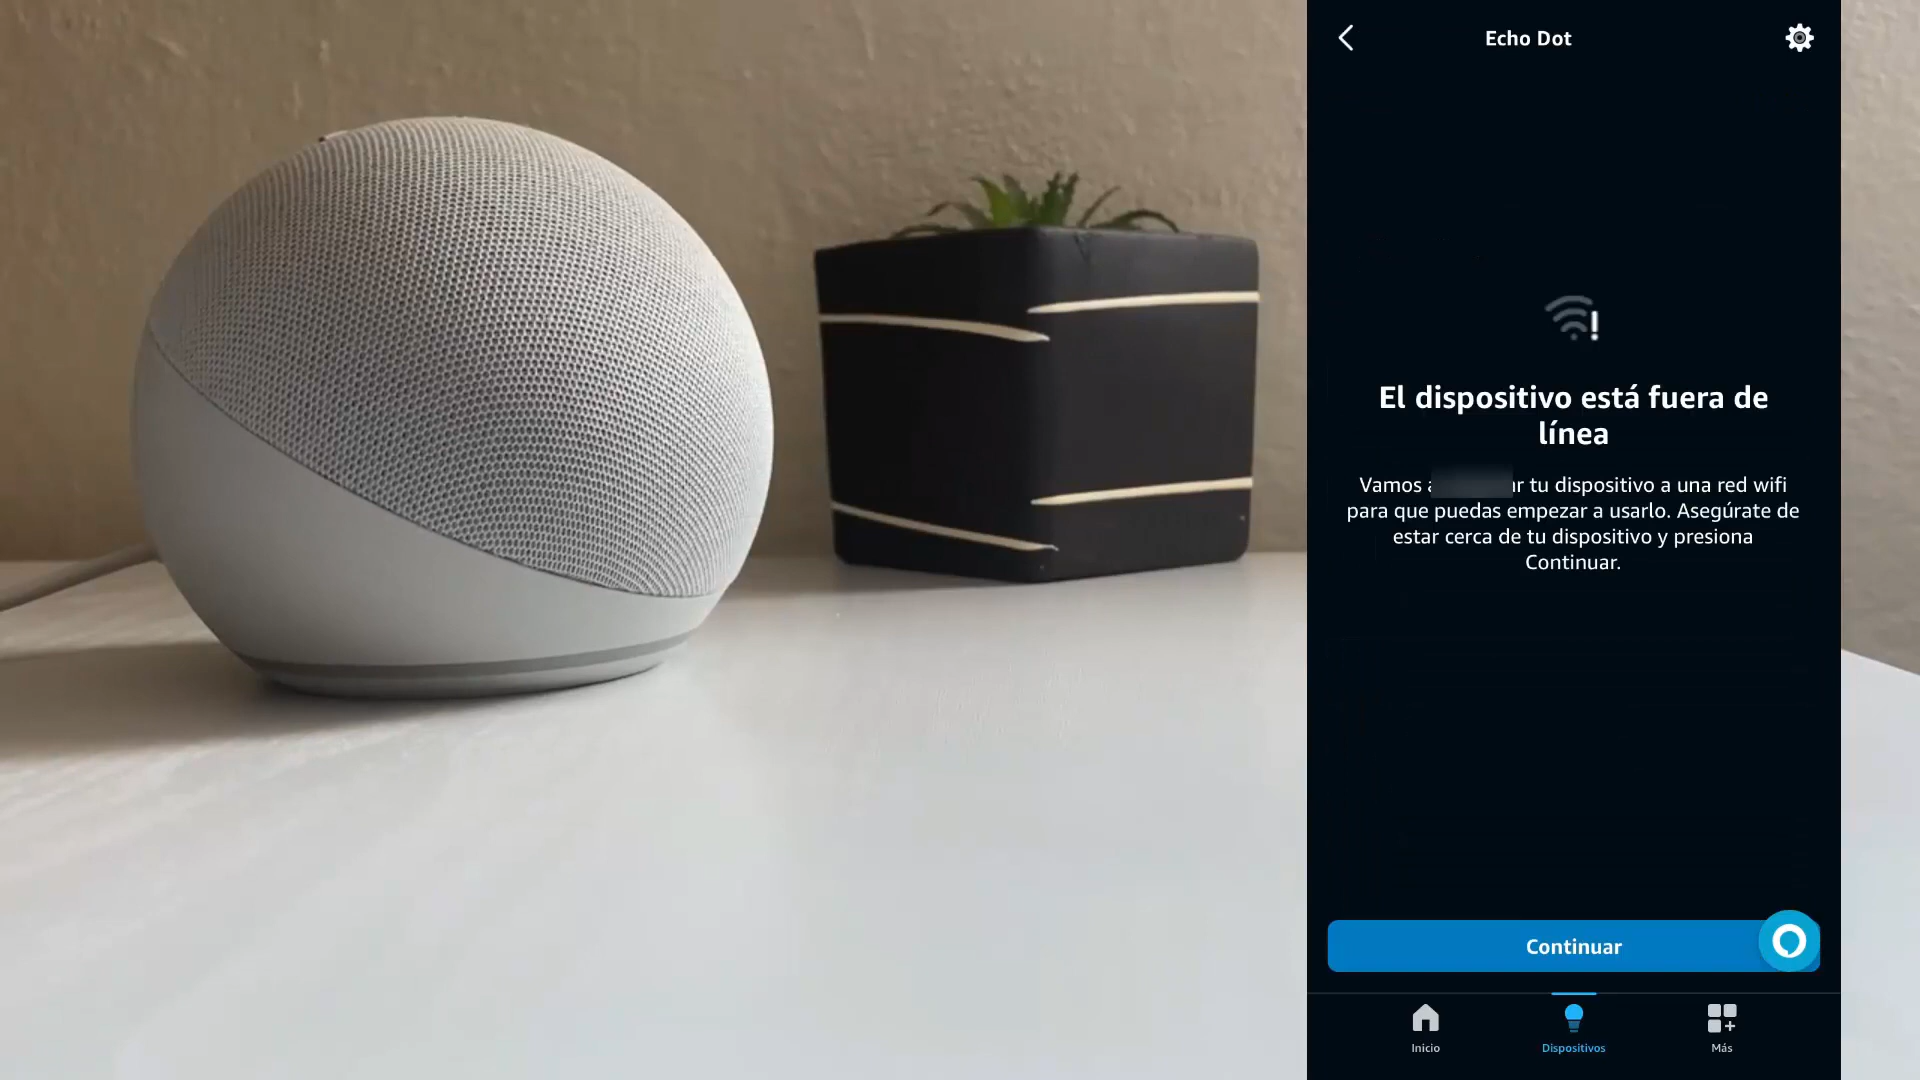 Echo Dot
El dispositivo está fuera de
línea
Vamos a tu dispositivo a una red wifi
para que puedas empezar a usarlo. Asegúrate de
estar cerca de tu dispositivo y presiona
Continuar.
Continuar
Inicio
Dispositivos
Más